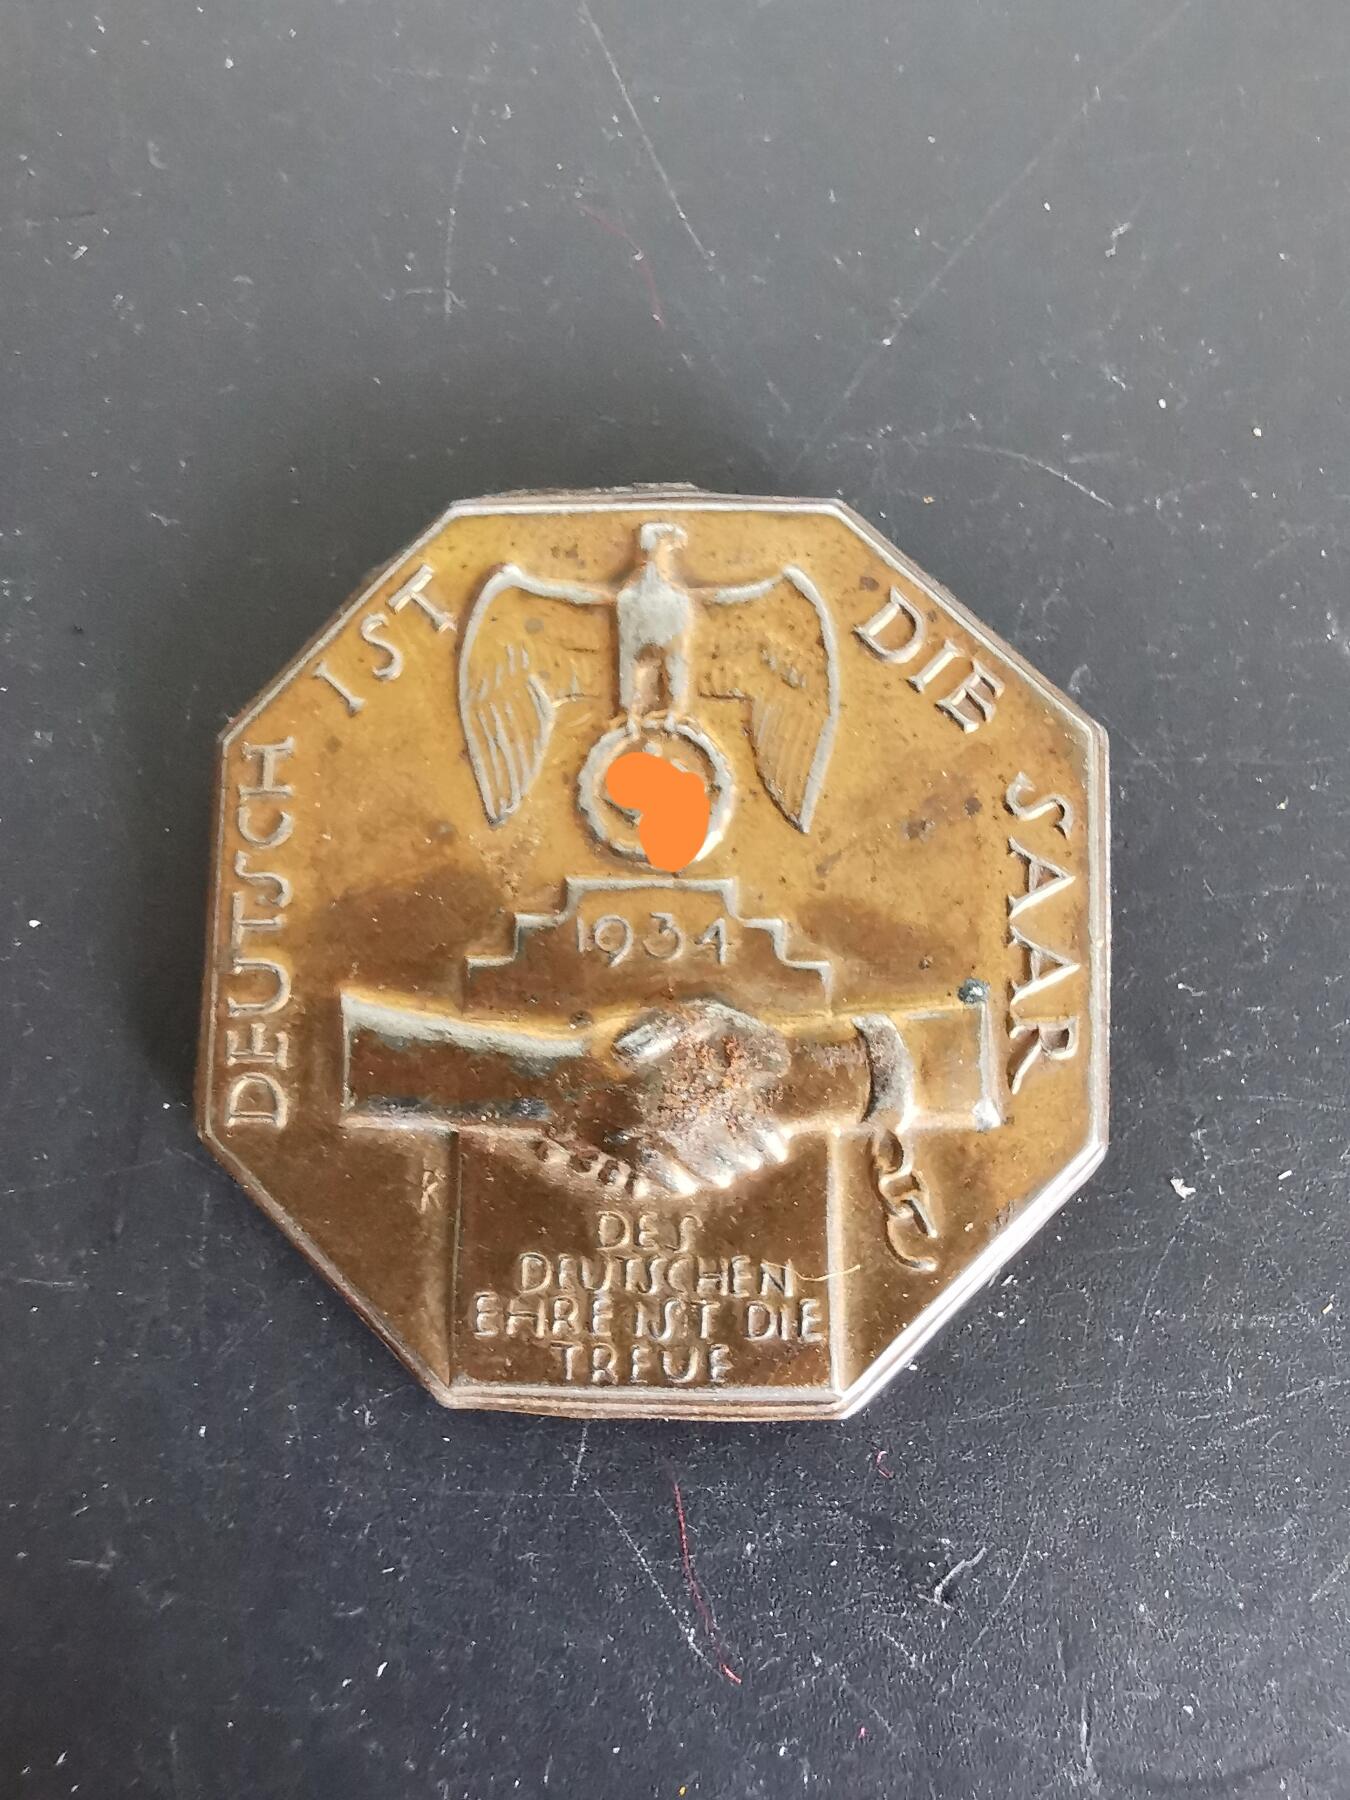 DEUTSCH IST DIE SAAR
1934
K
DES
DEUTSCHEN
EHRE IST DIE
TREUE